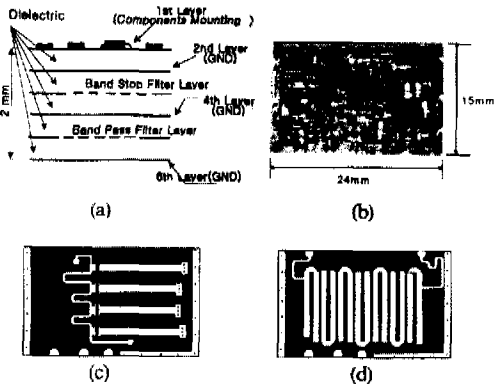 Dielectric
1st Layer
(Components Mounting)
2nd Layer
(GND)
Band Stop Filter Layer
4th Layer
(GND)
Band Pass Filter Layer
6th Layer(GND)
2 mm
(a)
15mm
24mm
(b)
(c)
(d)